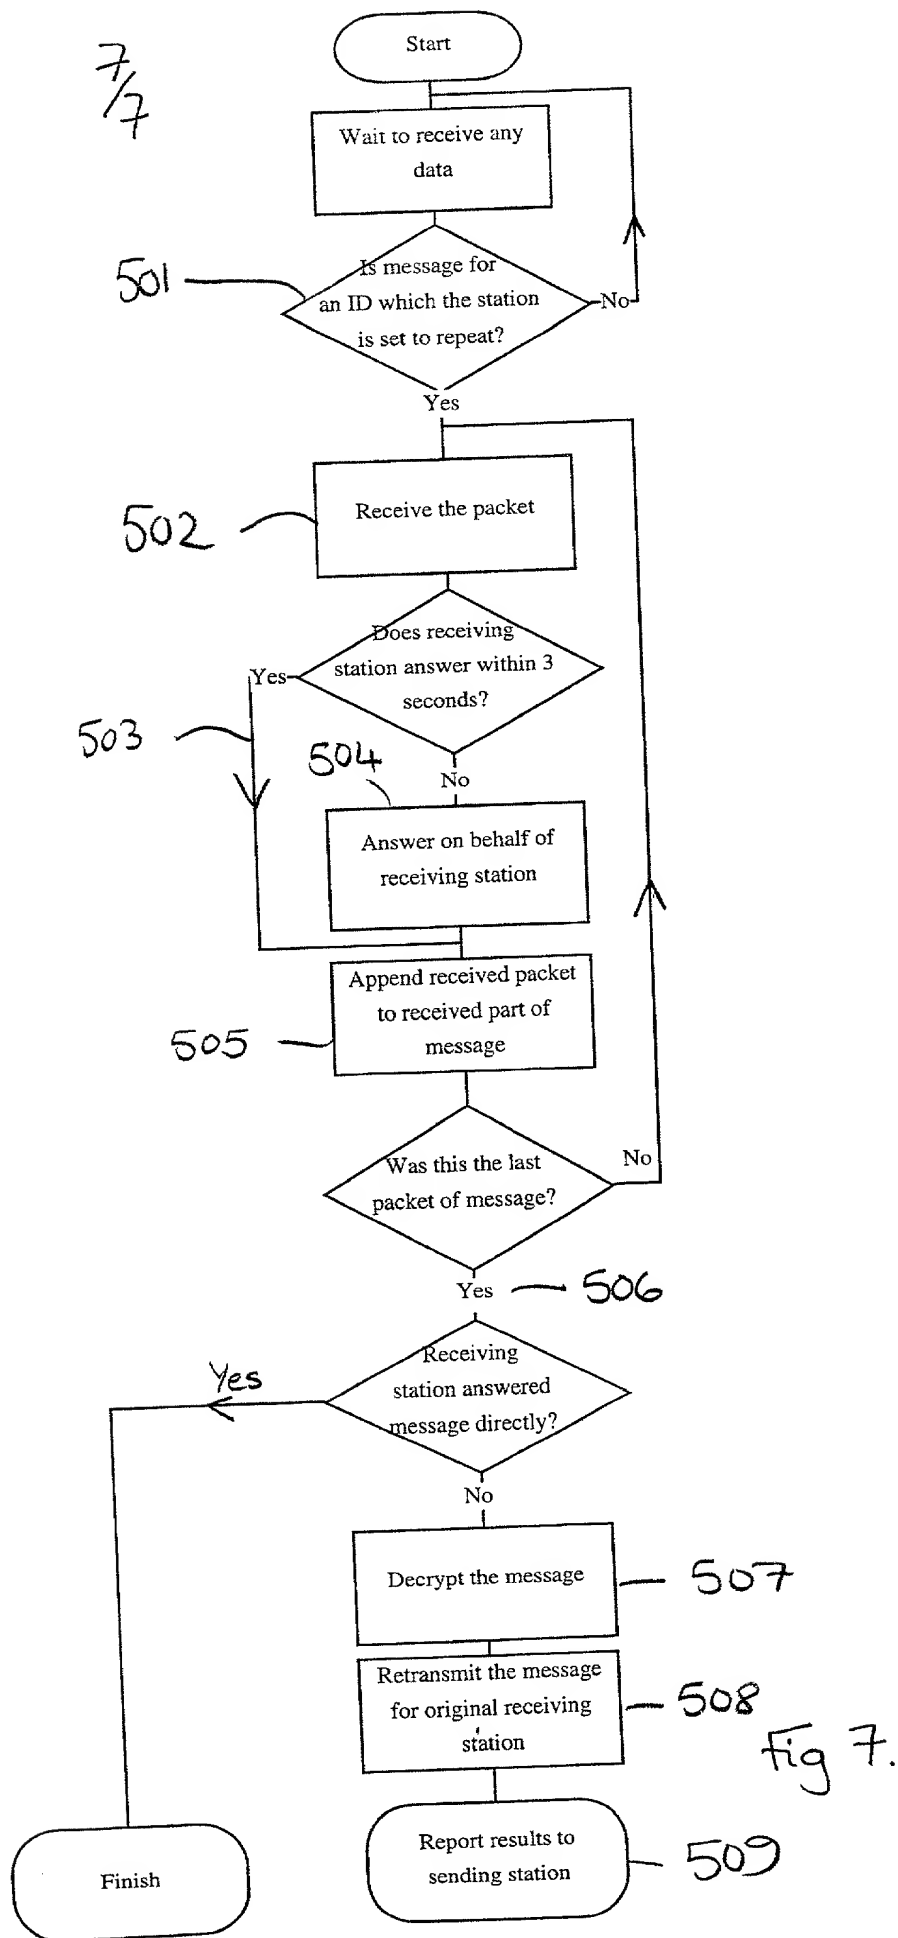 7/7
Start
Wait to receive any
data
501
Is message for
an ID which the station
is set to repeat?
No
Yes
502
Receive the packet
Does receiving
station answer within 3
seconds?
Yes
503
504
No
Answer on behalf of
receiving station
505
Append received packet
to received part of
message
Was this the last
packet of message?
No
Yes
506
Receiving
station answered
message directly?
Yes
No
Decrypt the message
507
Retransmit the message
for original receiving
station
508
Fig 7.
Report results to
sending station
509
Finish